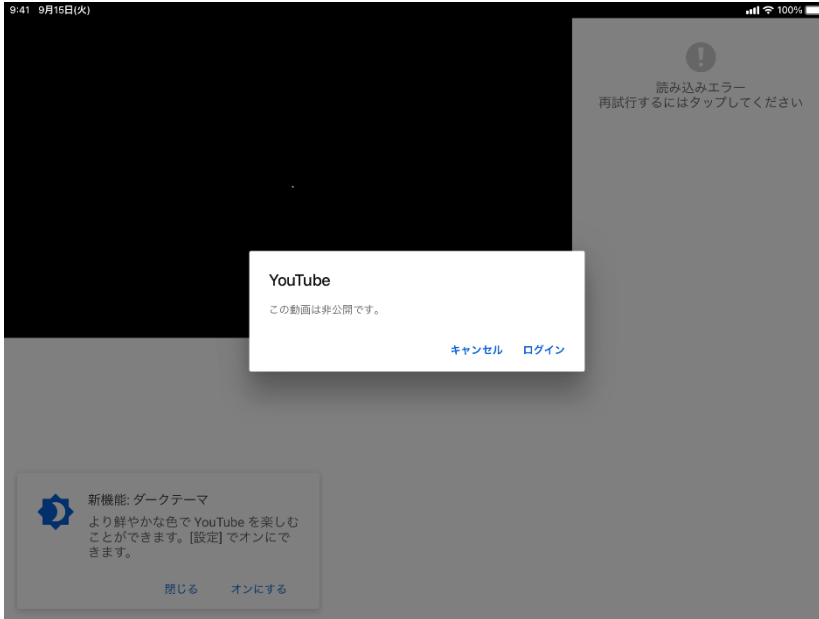 9:41 9月15日(火)
100%
読み込みエラー
再試行するにはタップしてください
YouTube
この動画は非公開です。
キャンセル ログイン
新機能: ダークテーマ
より鮮やかな色で YouTube を楽しむ
ことができます。[設定] でオンにで
きます。
閉じる オンにする